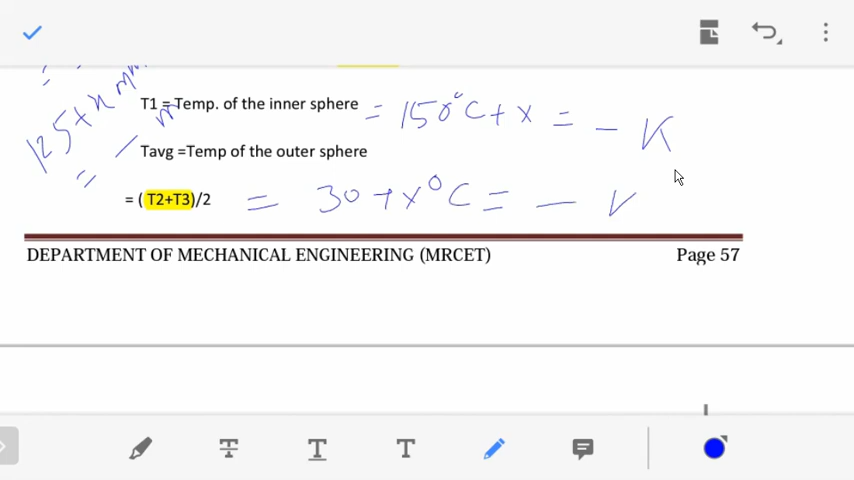 T1 = Temp. of the inner sphere = 150°C + x = - K
125 + x mm
= / m
Tavg =Temp of the outer sphere
= ( T2+T3)/2 = 30 + x°C = - K
DEPARTMENT OF MECHANICAL ENGINEERING (MRCET) Page 57
T T T